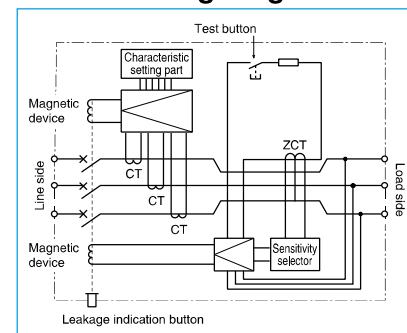 Test button
Characteristic
setting part
Magnetic
device
ZCT
Line side
CT
CT
CT
Load side
Magnetic
device
Sensitivity
selector
Leakage indication button